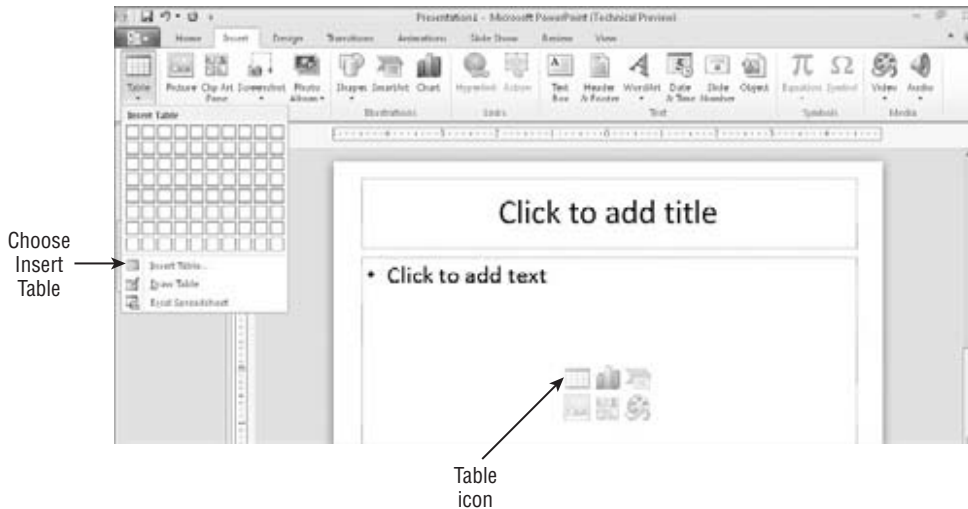 Presentation1 - Microsoft PowerPoint (Technical Preview)
Home Insert Design Transitions Animations Slide Show Review View
Table Picture Clip Art Screenshot Photo Shapes SmartArt Chart Hyperlink Action Text Header WordArt Date Slide Object Equation Symbol Video Audio
Pane Album Box & Footer & Time Number
Illustrations Links Text Symbols Media
Insert Table
Insert Table...
Draw Table
Excel Spreadsheet
Click to add title
• Click to add text
Choose
Insert
Table
Table
icon